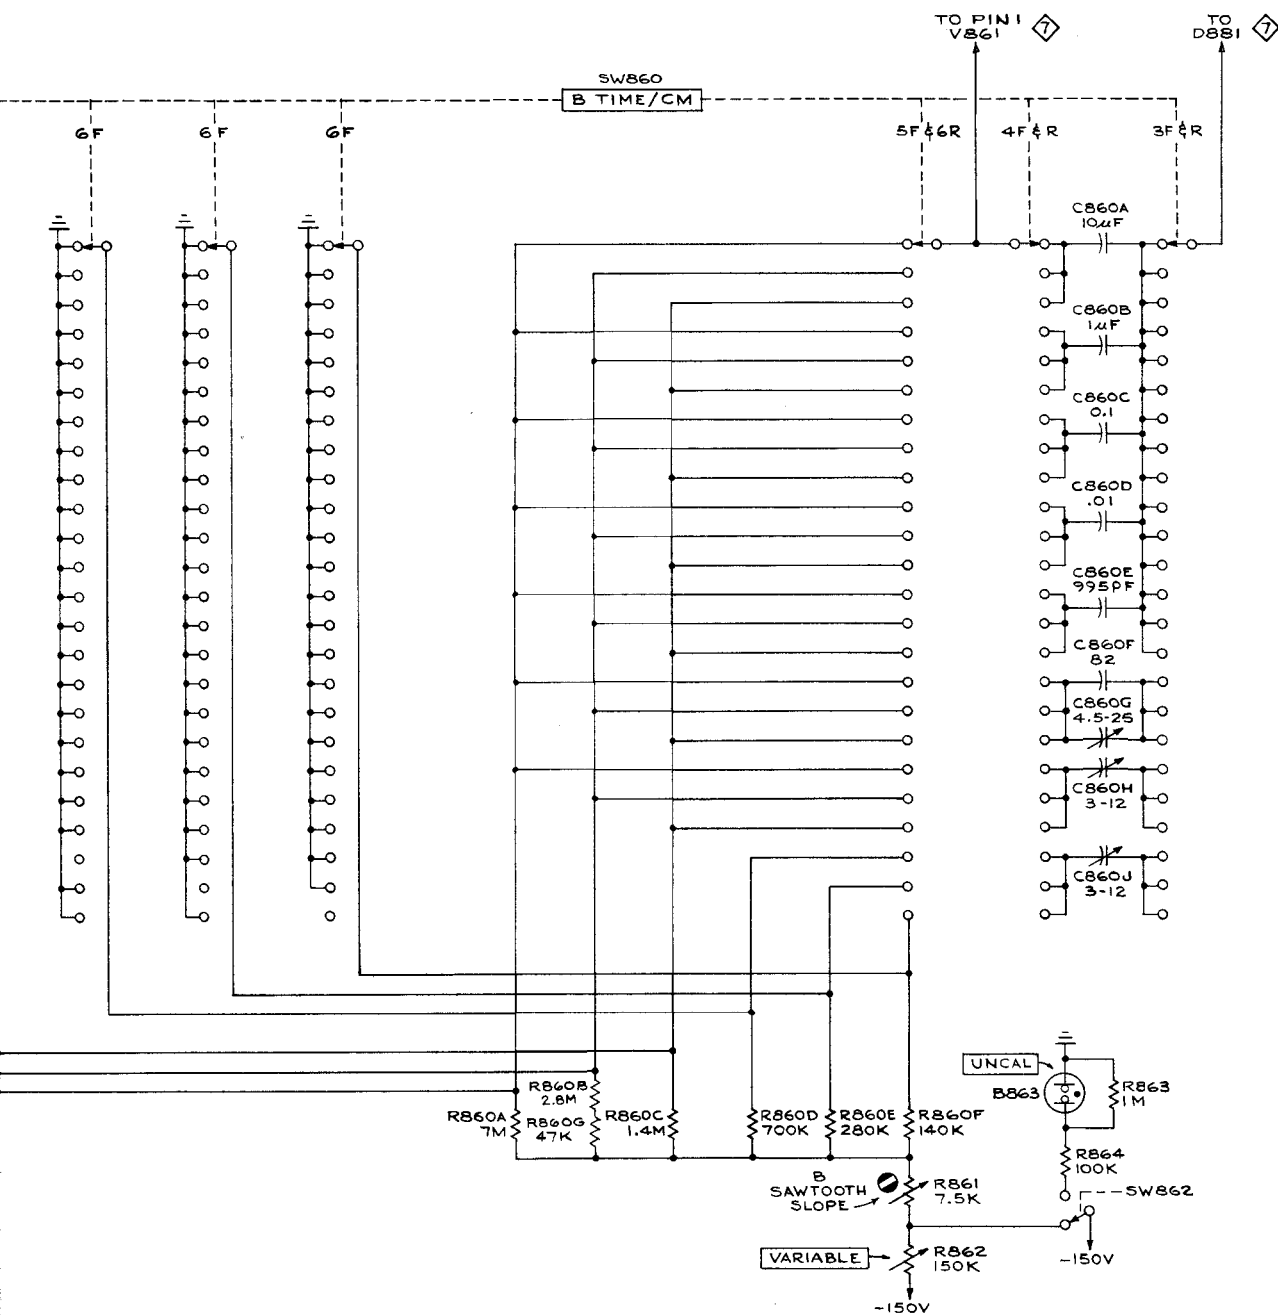 TO PIN 1
V861
7
TO
D881
7
SW860
B TIME/CM
6F
6F
6F
5F & 6R
4F & R
3F & R
C860A
10µF
C860B
1µF
C860C
0.1
C860D
.01
C860E
995PF
C860F
82
C860G
4.5-25
C860H
3-12
C860J
3-12
UNCAL
B863
R863
1M
R860A
7M
R860B
2.8M
R860G
47K
R860C
1.4M
R860D
700K
R860E
280K
R860F
140K
R864
100K
B
SAWTOOTH
SLOPE
R861
7.5K
SW862
-150V
VARIABLE
R862
150K
-150V